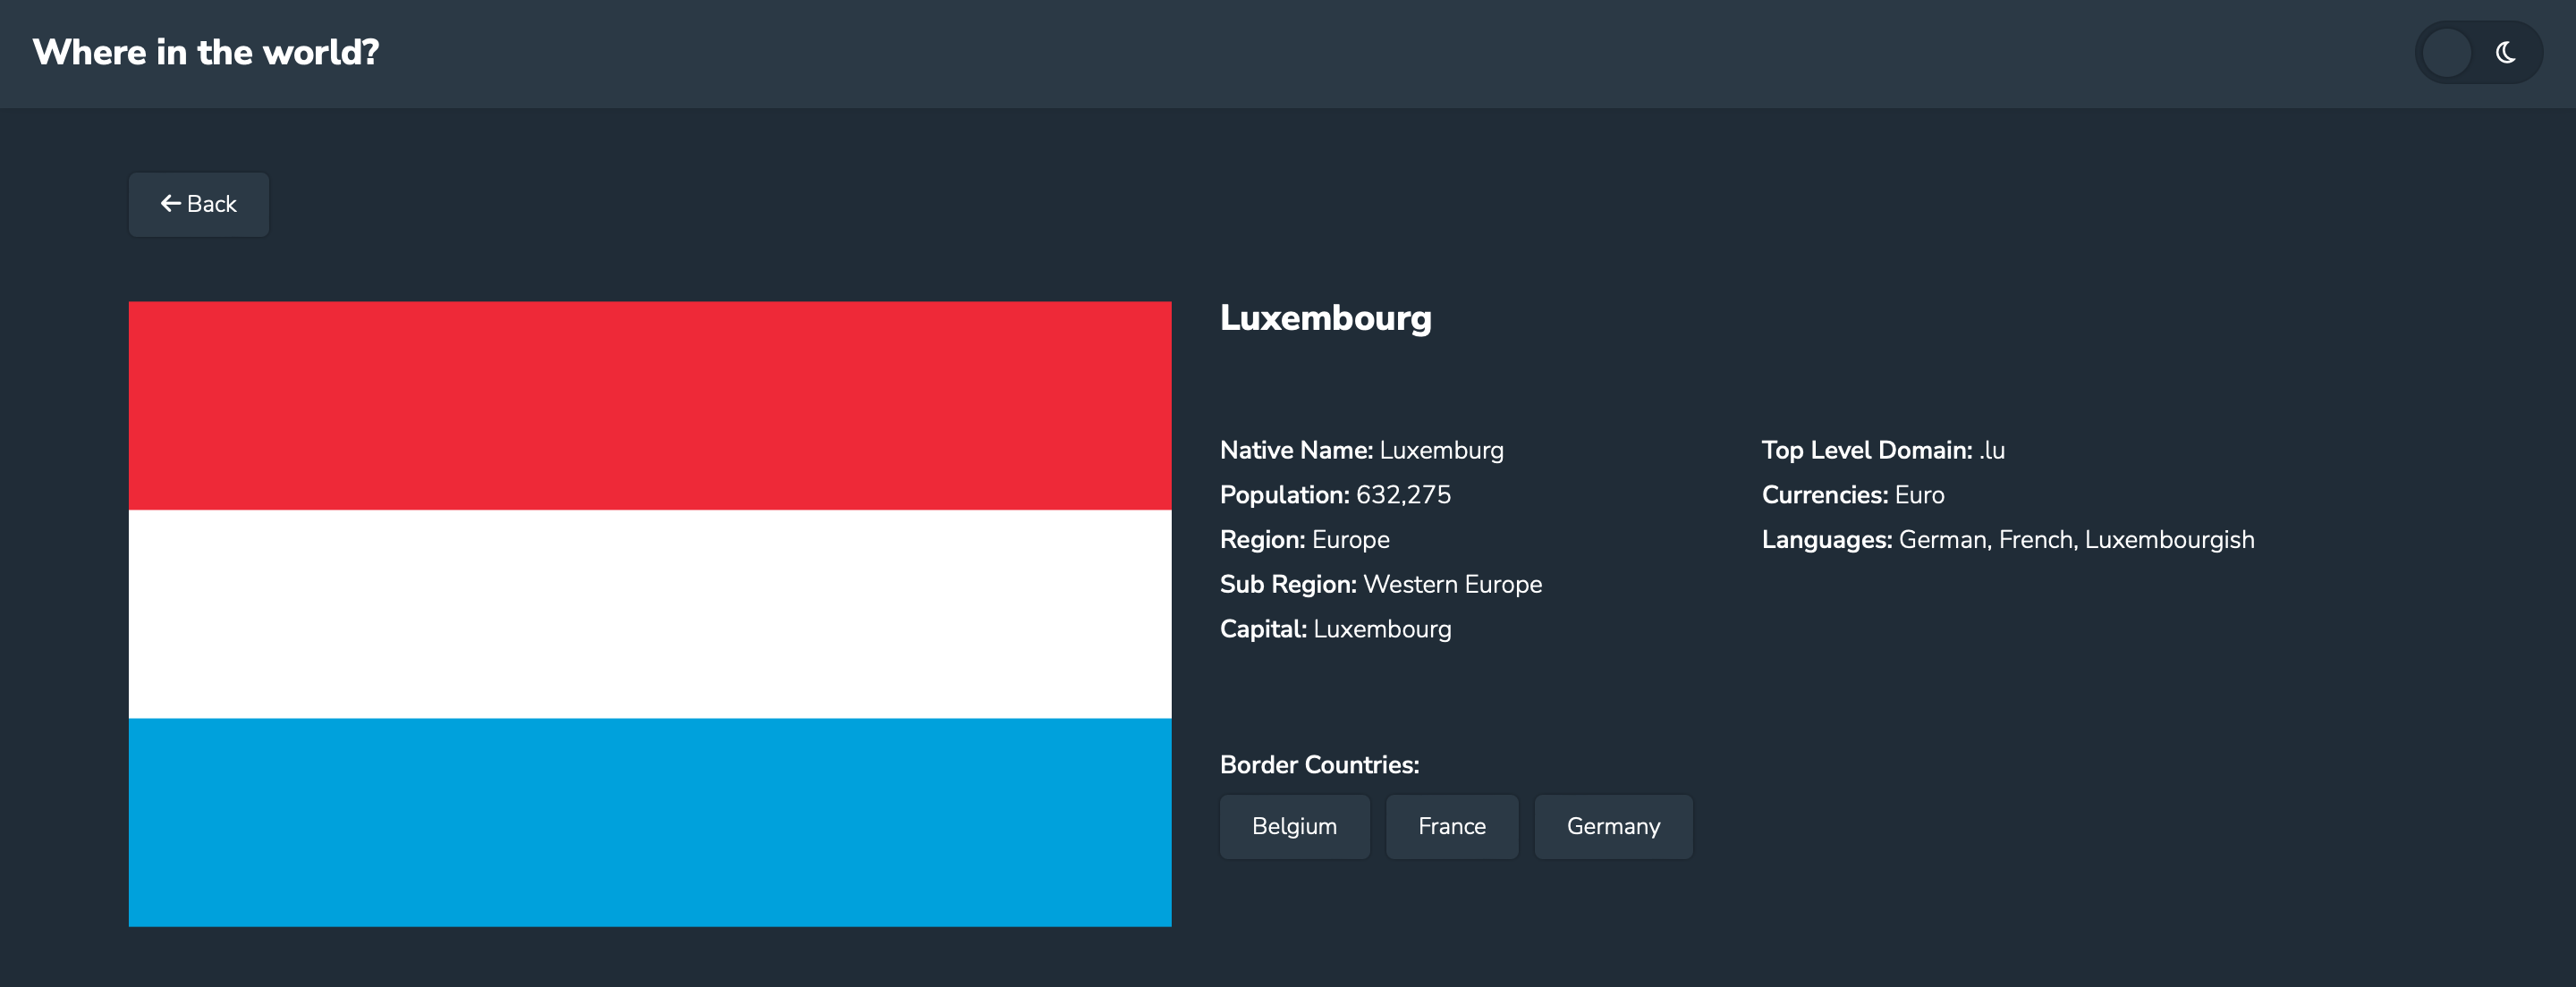 Where in the world?
Back
Luxembourg
Native Name: Luxemburg
Population: 632,275
Region: Europe
Sub Region: Western Europe
Capital: Luxembourg
Top Level Domain: .lu
Currencies: Euro
Languages: German, French, Luxembourgish
Border Countries:
Belgium France Germany